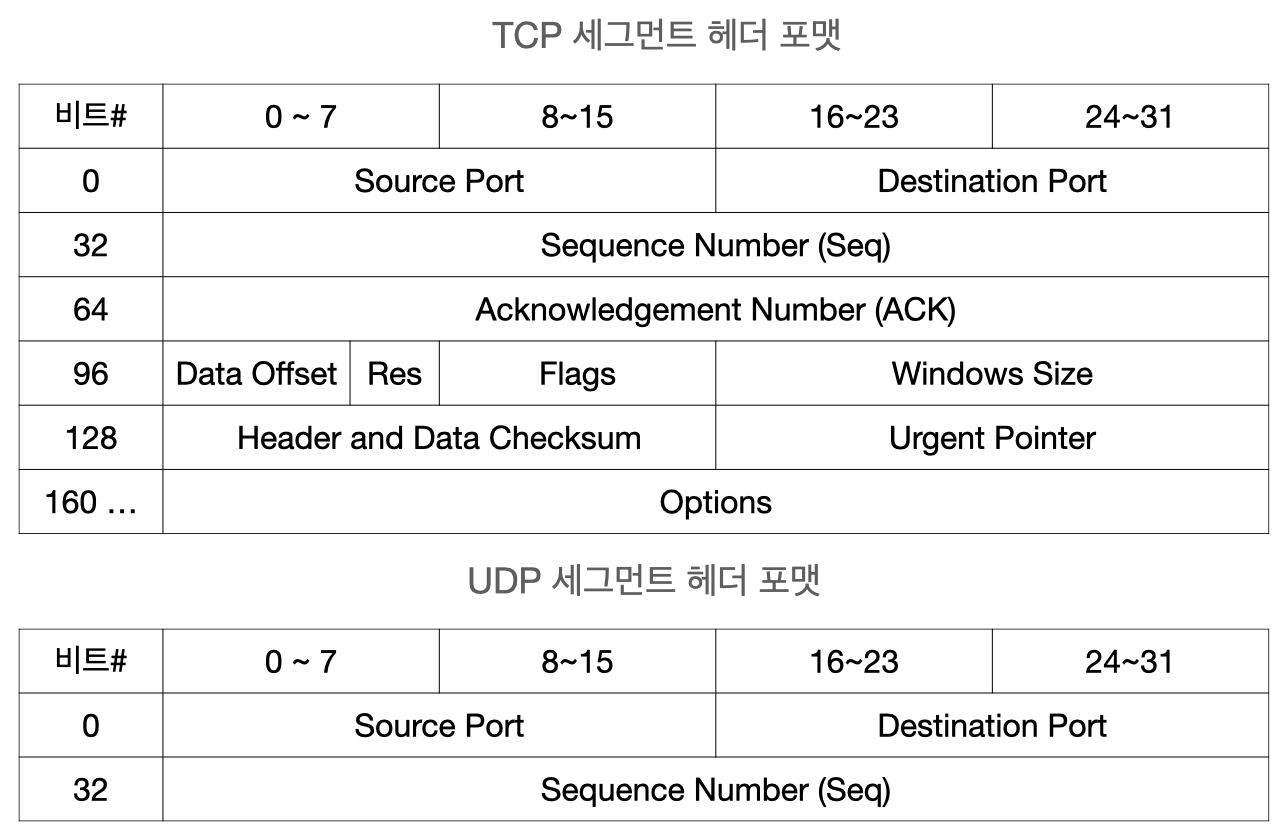 TCP 세그먼트 헤더 포맷
비트# 0 ~ 7 8~15 16~23 24~31
0 Source Port Destination Port
32 Sequence Number (Seq)
64 Acknowledgement Number (ACK)
96 Data Offset Res Flags Windows Size
128 Header and Data Checksum Urgent Pointer
160 … Options
UDP 세그먼트 헤더 포맷
비트# 0 ~ 7 8~15 16~23 24~31
0 Source Port Destination Port
32 Sequence Number (Seq)